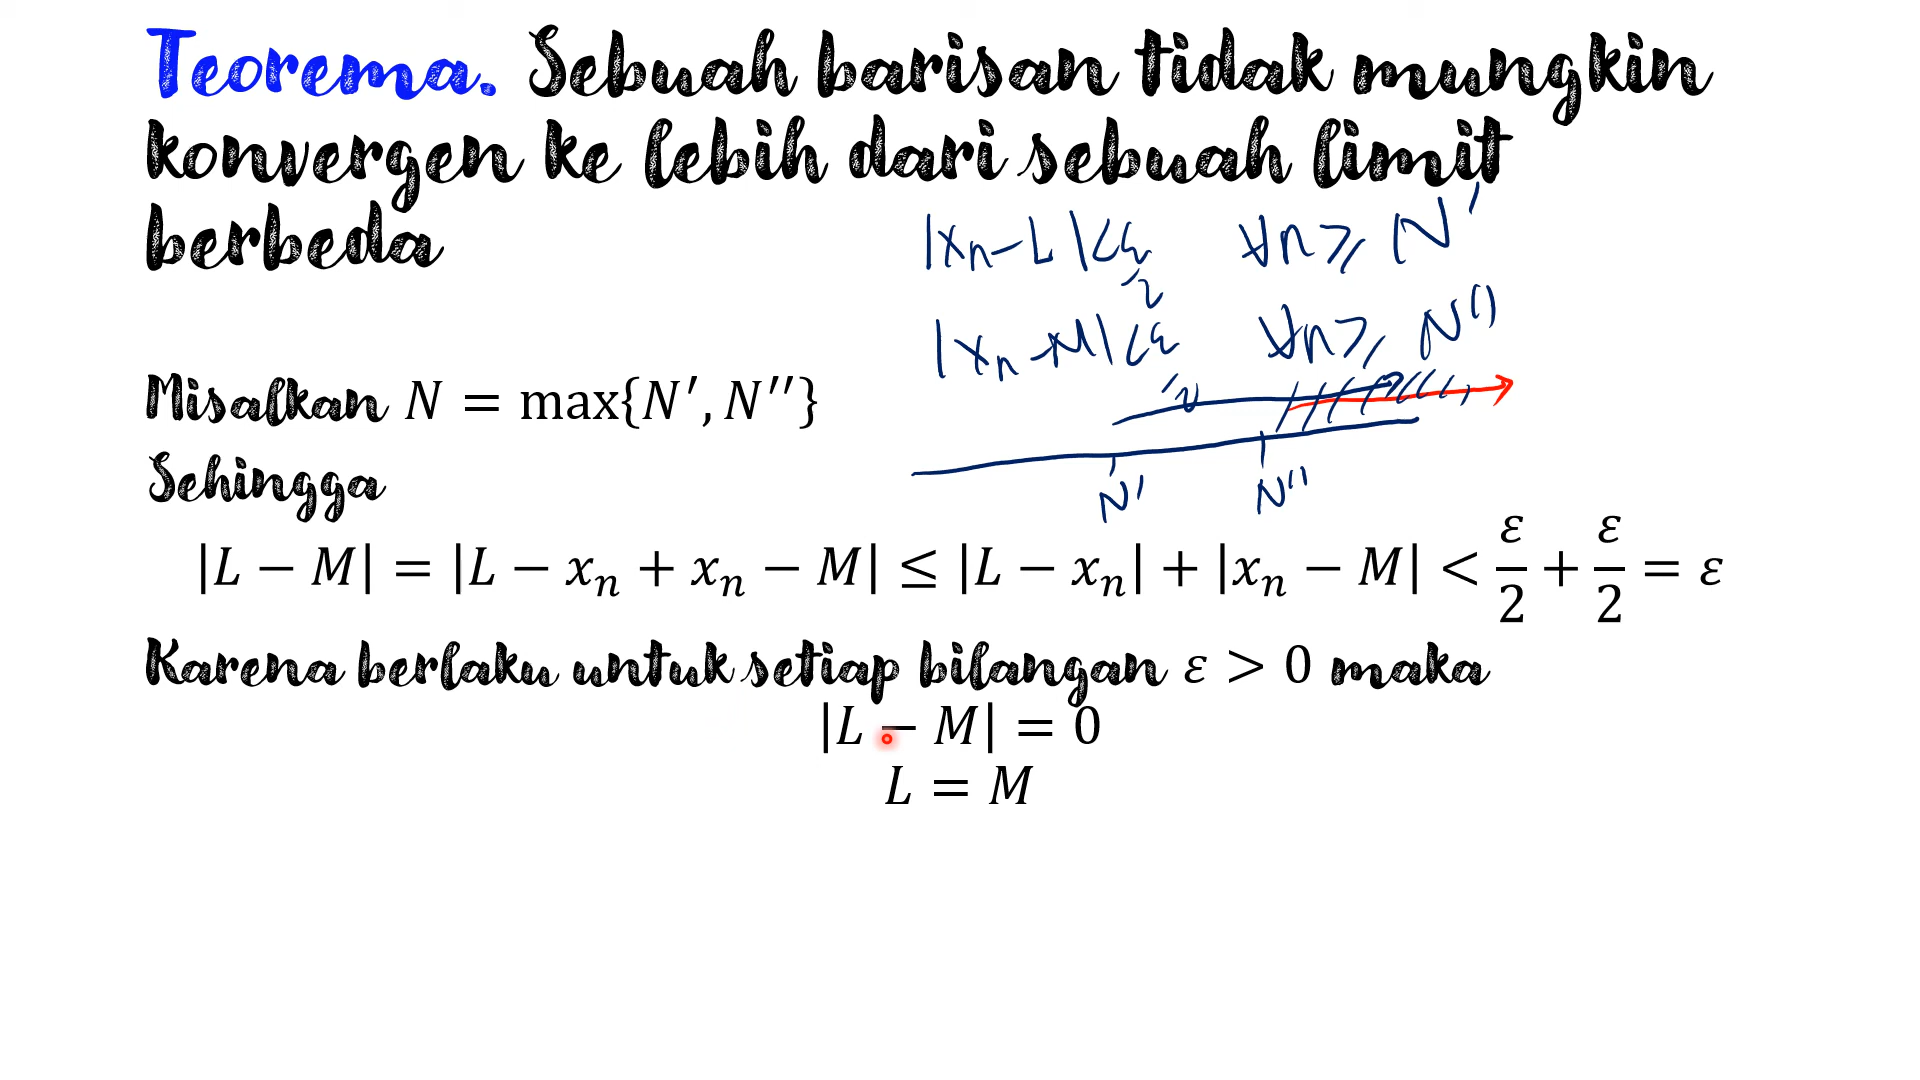 Teorema. Sebuah barisan tidak mungkin
konvergen ke lebih dari sebuah limit
berbeda
|xₙ − L| < ε/2 ∀n ≥ N′
|xₙ − M| < ε/2 ∀n ≥ N″
Misalkan N = max{N′, N″}
N′ N″
Sehingga
|L − M| = |L − xₙ + xₙ − M| ≤ |L − xₙ| + |xₙ − M| < ε/2 + ε/2 = ε
Karena berlaku untuk setiap bilangan ε > 0 maka
|L − M| = 0
L = M